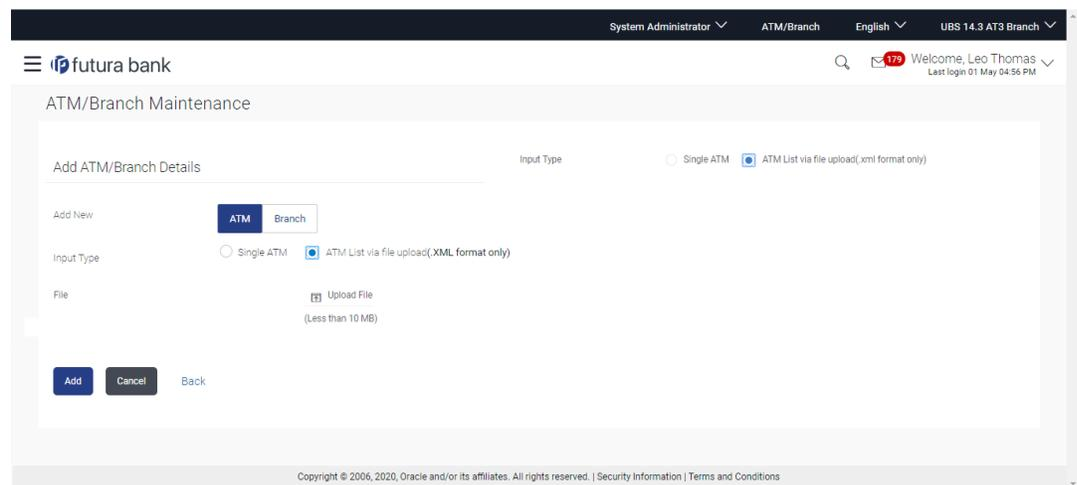 System Administrator ATM/Branch English UBS 14.3 AT3 Branch
futura bank 179 Welcome, Leo Thomas
Last login 01 May 04:56 PM
ATM/Branch Maintenance
Input Type Single ATM ATM List via file upload(.xml format only)
Add ATM/Branch Details
Add New ATM Branch
Input Type Single ATM ATM List via file upload(.XML format only)
File Upload File
(Less than 10 MB)
Add Cancel Back
Copyright © 2006, 2020, Oracle and/or its affiliates. All rights reserved. | Security Information | Terms and Conditions